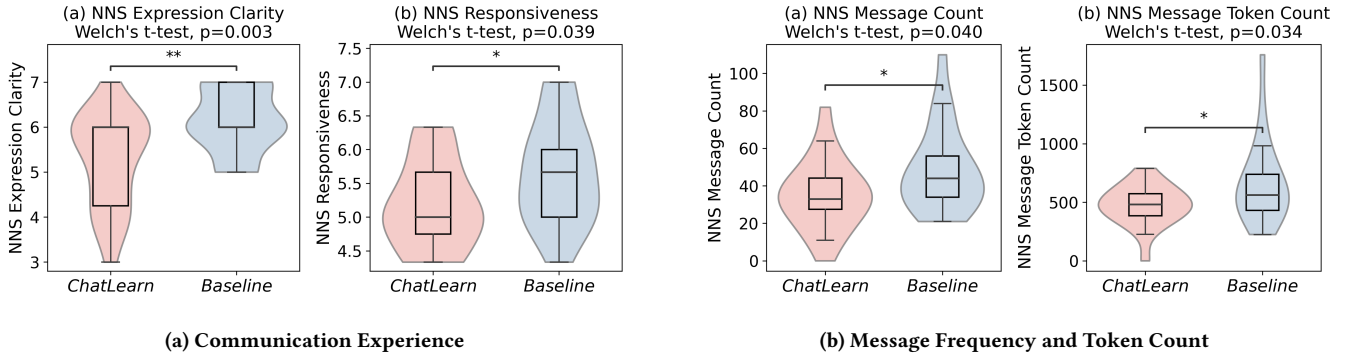 (a) NNS Expression Clarity
Welch's t-test, p=0.003
NNS Expression Clarity
7
6
5
4
3
**
ChatLearn
Baseline
(b) NNS Responsiveness
Welch's t-test, p=0.039
NNS Responsiveness
7.5
7.0
6.5
6.0
5.5
5.0
4.5
*
ChatLearn
Baseline
(a) Communication Experience
(a) NNS Message Count
Welch's t-test, p=0.040
NNS Message Count
100
80
60
40
20
0
*
ChatLearn
Baseline
(b) NNS Message Token Count
Welch's t-test, p=0.034
NNS Message Token Count
1500
1000
500
0
*
ChatLearn
Baseline
(b) Message Frequency and Token Count